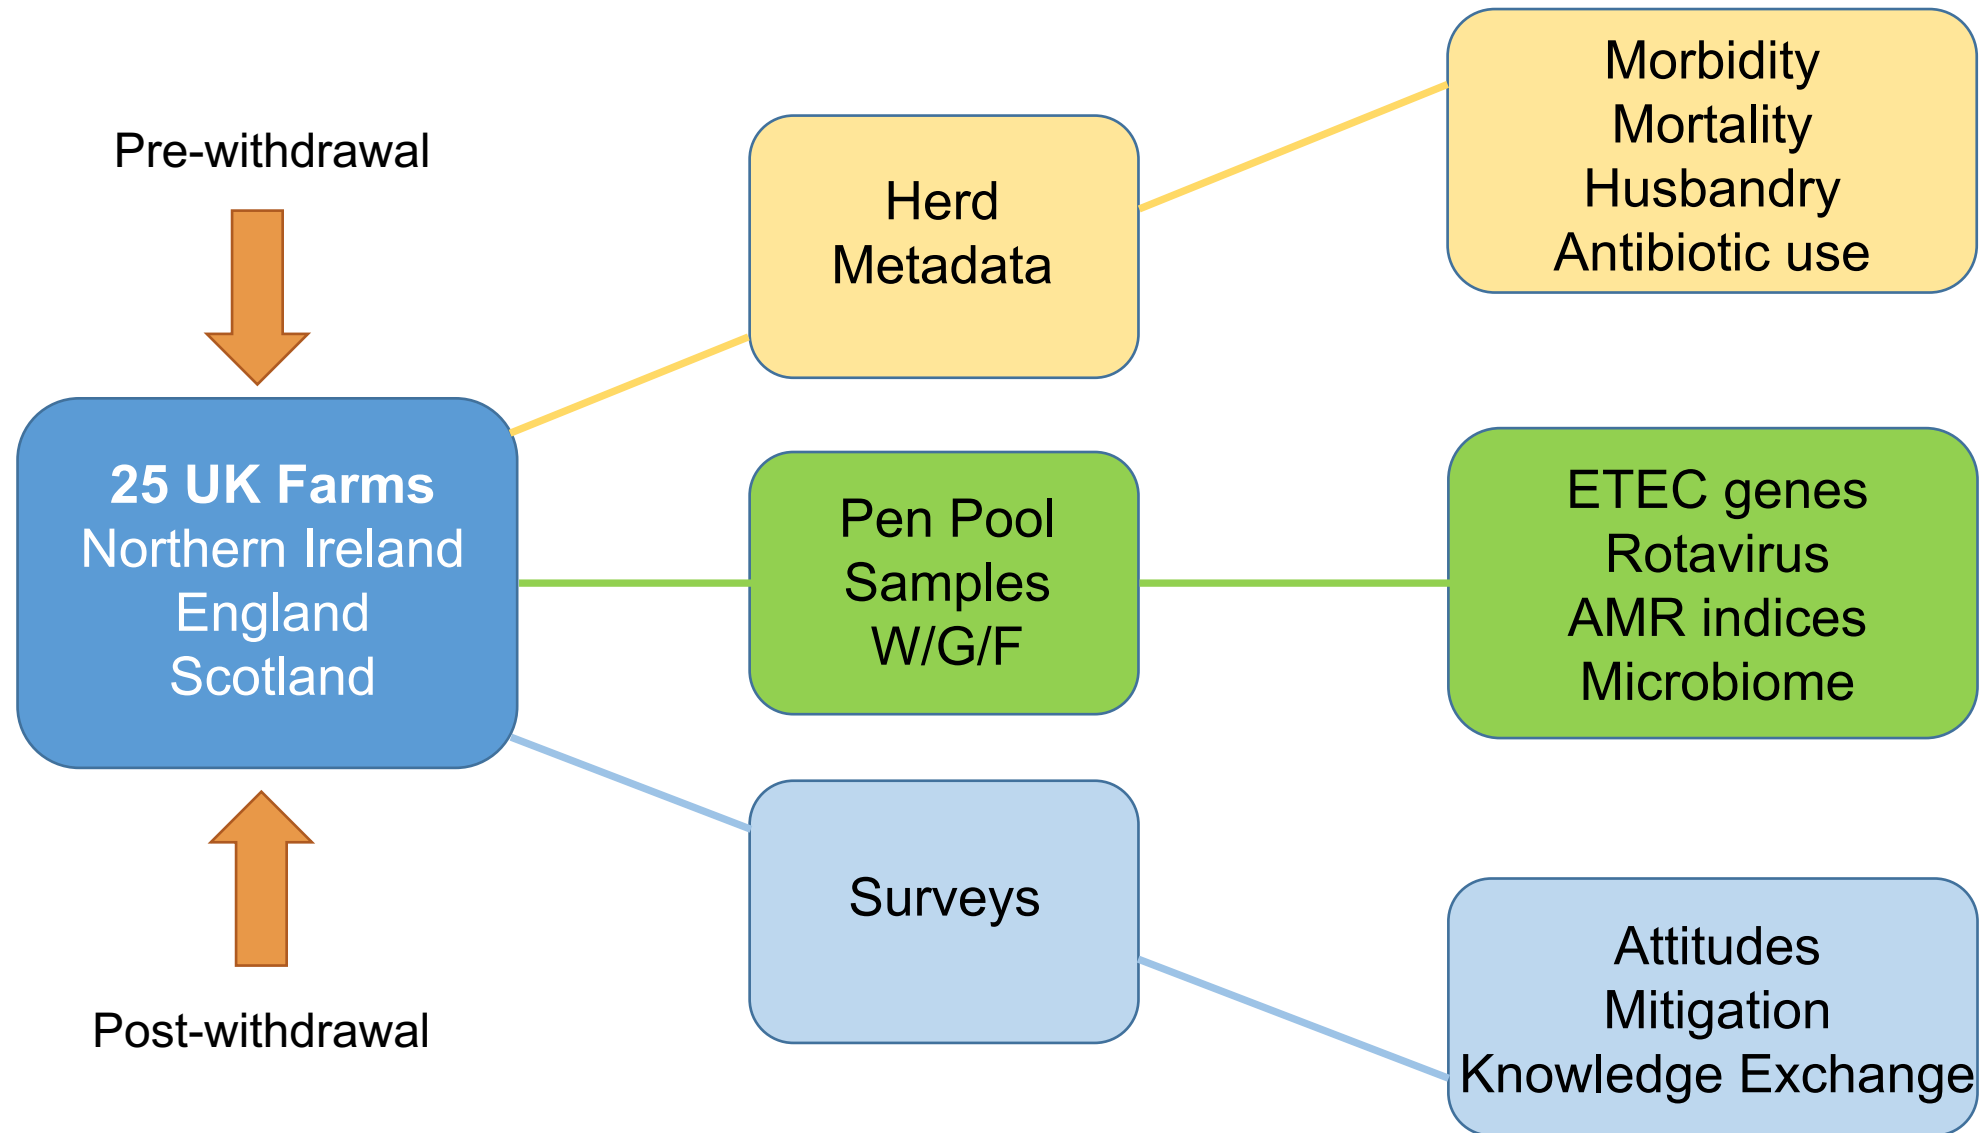 Pre-withdrawal
25 UK Farms
Northern Ireland
England
Scotland
Post-withdrawal
Herd
Metadata
Pen Pool
Samples
W/G/F
Surveys
Morbidity
Mortality
Husbandry
Antibiotic use
ETEC genes
Rotavirus
AMR indices
Microbiome
Attitudes
Mitigation
Knowledge Exchange